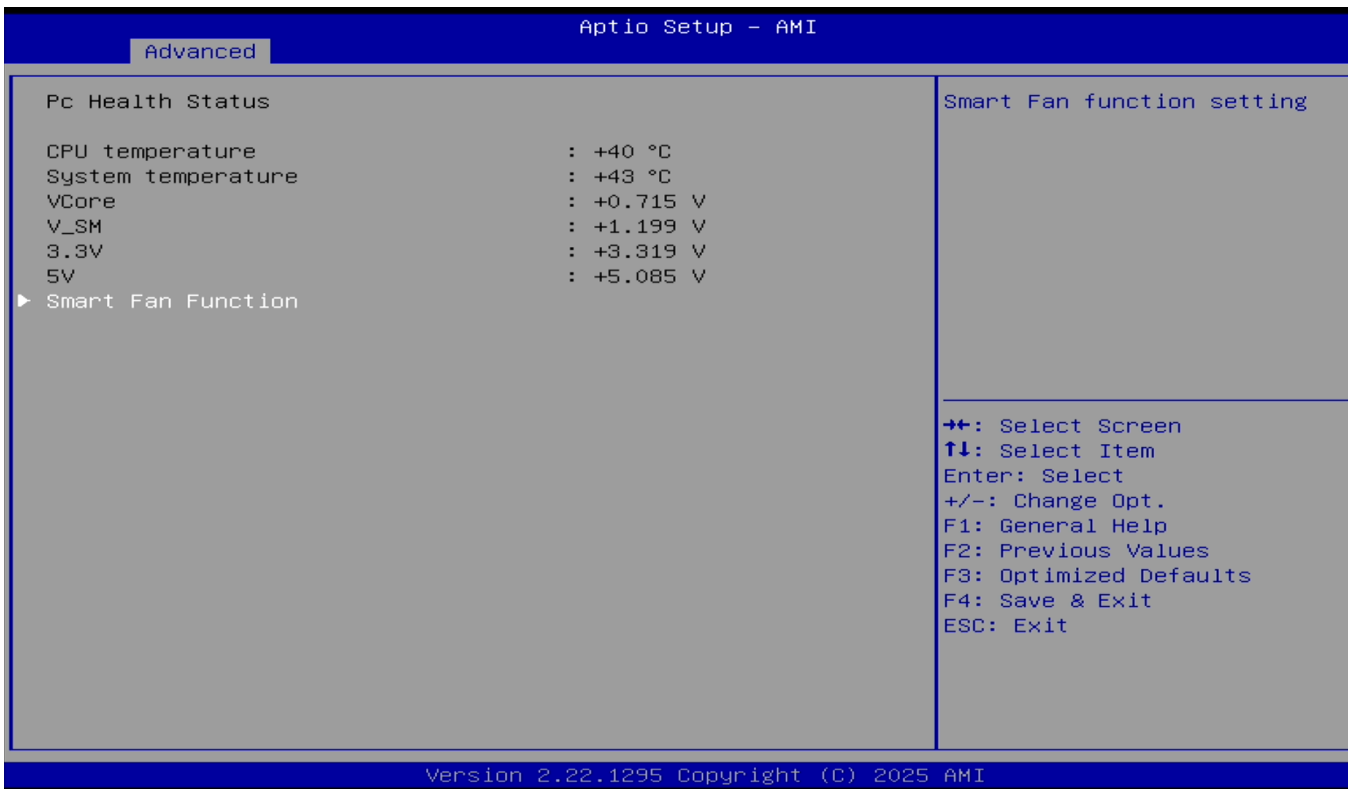 Aptio Setup - AMI
Advanced
Pc Health Status
CPU temperature : +40 °C
System temperature : +43 °C
VCore : +0.715 V
V_SM : +1.199 V
3.3V : +3.319 V
5V : +5.085 V
▶ Smart Fan Function
Smart Fan function setting
→←: Select Screen
↑↓: Select Item
Enter: Select
+/-: Change Opt.
F1: General Help
F2: Previous Values
F3: Optimized Defaults
F4: Save & Exit
ESC: Exit
Version 2.22.1295 Copyright (C) 2025 AMI